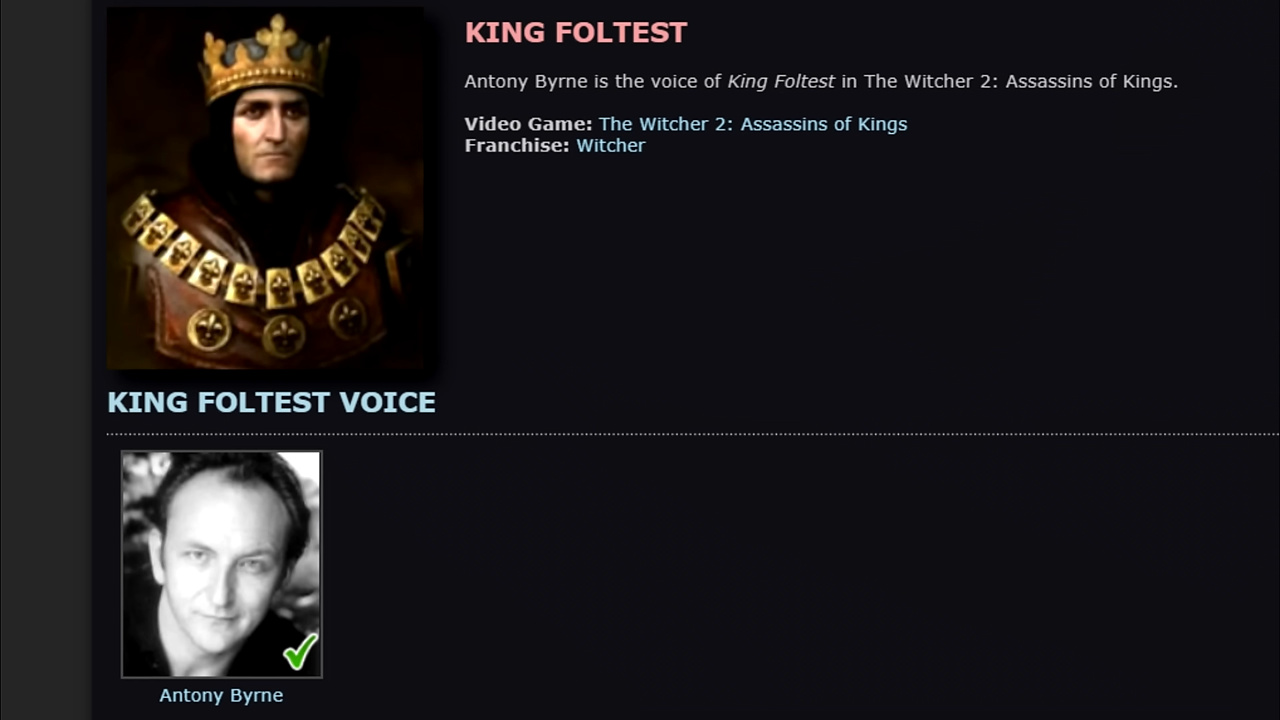 KING FOLTEST
Antony Byrne is the voice of King Foltest in The Witcher 2: Assassins of Kings.
Video Game: The Witcher 2: Assassins of Kings
Franchise: Witcher
KING FOLTEST VOICE
Antony Byrne